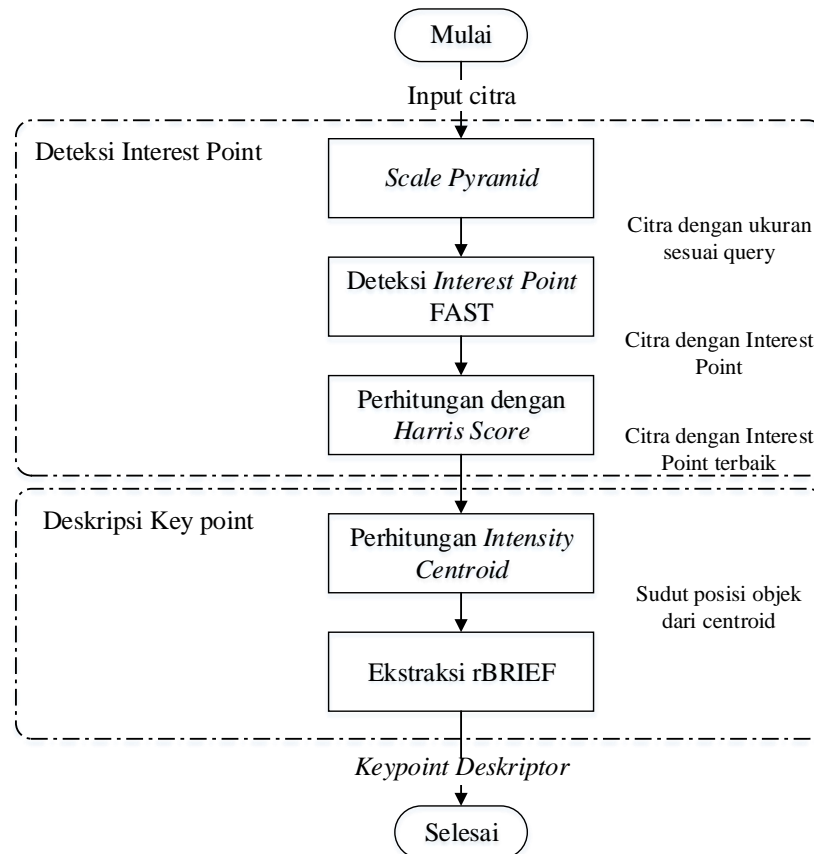 Mulai
Input citra
Deteksi Interest Point
Scale Pyramid
Citra dengan ukuran
sesuai query
Deteksi Interest Point
FAST
Citra dengan Interest
Point
Perhitungan dengan
Harris Score
Citra dengan Interest
Point terbaik
Deskripsi Key point
Perhitungan Intensity
Centroid
Sudut posisi objek
dari centroid
Ekstraksi rBRIEF
Keypoint Deskriptor
Selesai